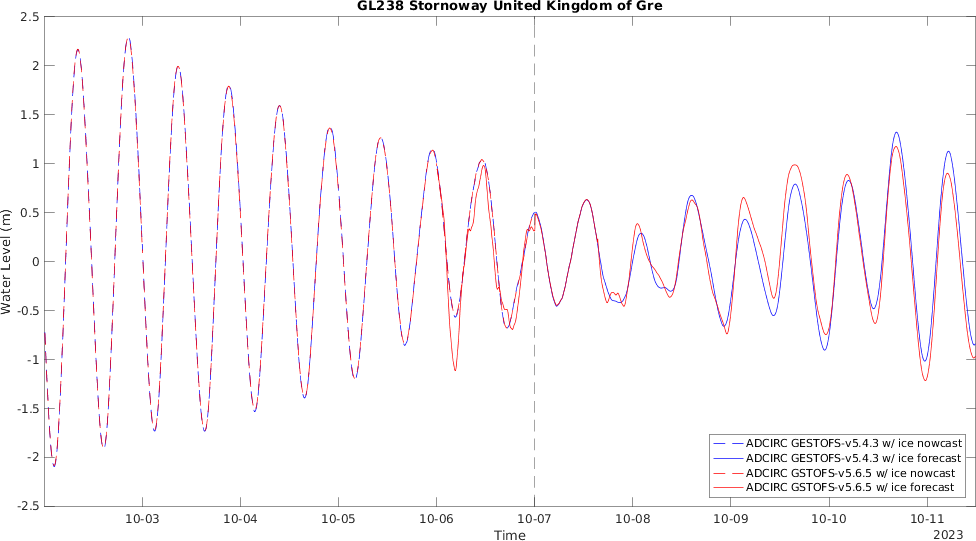 GL238 Stornoway United Kingdom of Gre
2.5
2
1.5
1
0.5
0
-0.5
-1
-1.5
-2
-2.5
Water Level (m)
10-03 10-04 10-05 10-06 10-07 10-08 10-09 10-10 10-11
2023
Time
ADCIRC GESTOFS-v5.4.3 w/ ice nowcast
ADCIRC GESTOFS-v5.4.3 w/ ice forecast
ADCIRC GSTOFS-v5.6.5 w/ ice nowcast
ADCIRC GSTOFS-v5.6.5 w/ ice forecast